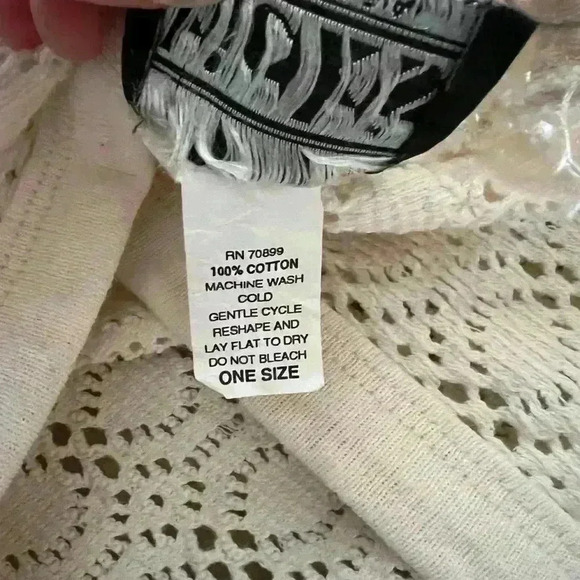 RN 70899
100% COTTON
MACHINE WASH
COLD
GENTLE CYCLE
RESHAPE AND
LAY FLAT TO DRY
DO NOT BLEACH
ONE SIZE